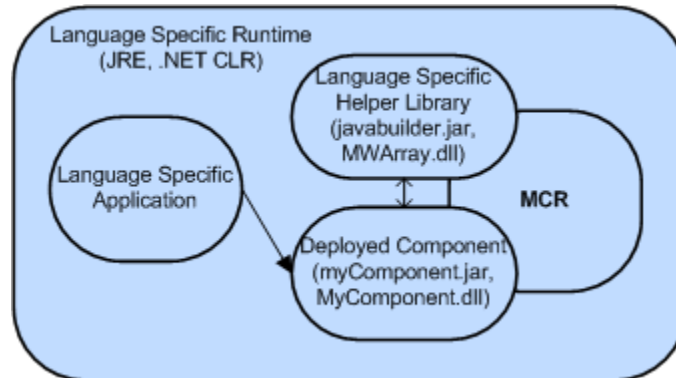 Language Specific Runtime
(JRE, .NET CLR)
Language Specific
Helper Library
(javabuilder.jar,
MWArray.dll)
Language Specific
Application
MCR
Deployed Component
(myComponent.jar,
MyComponent.dll)